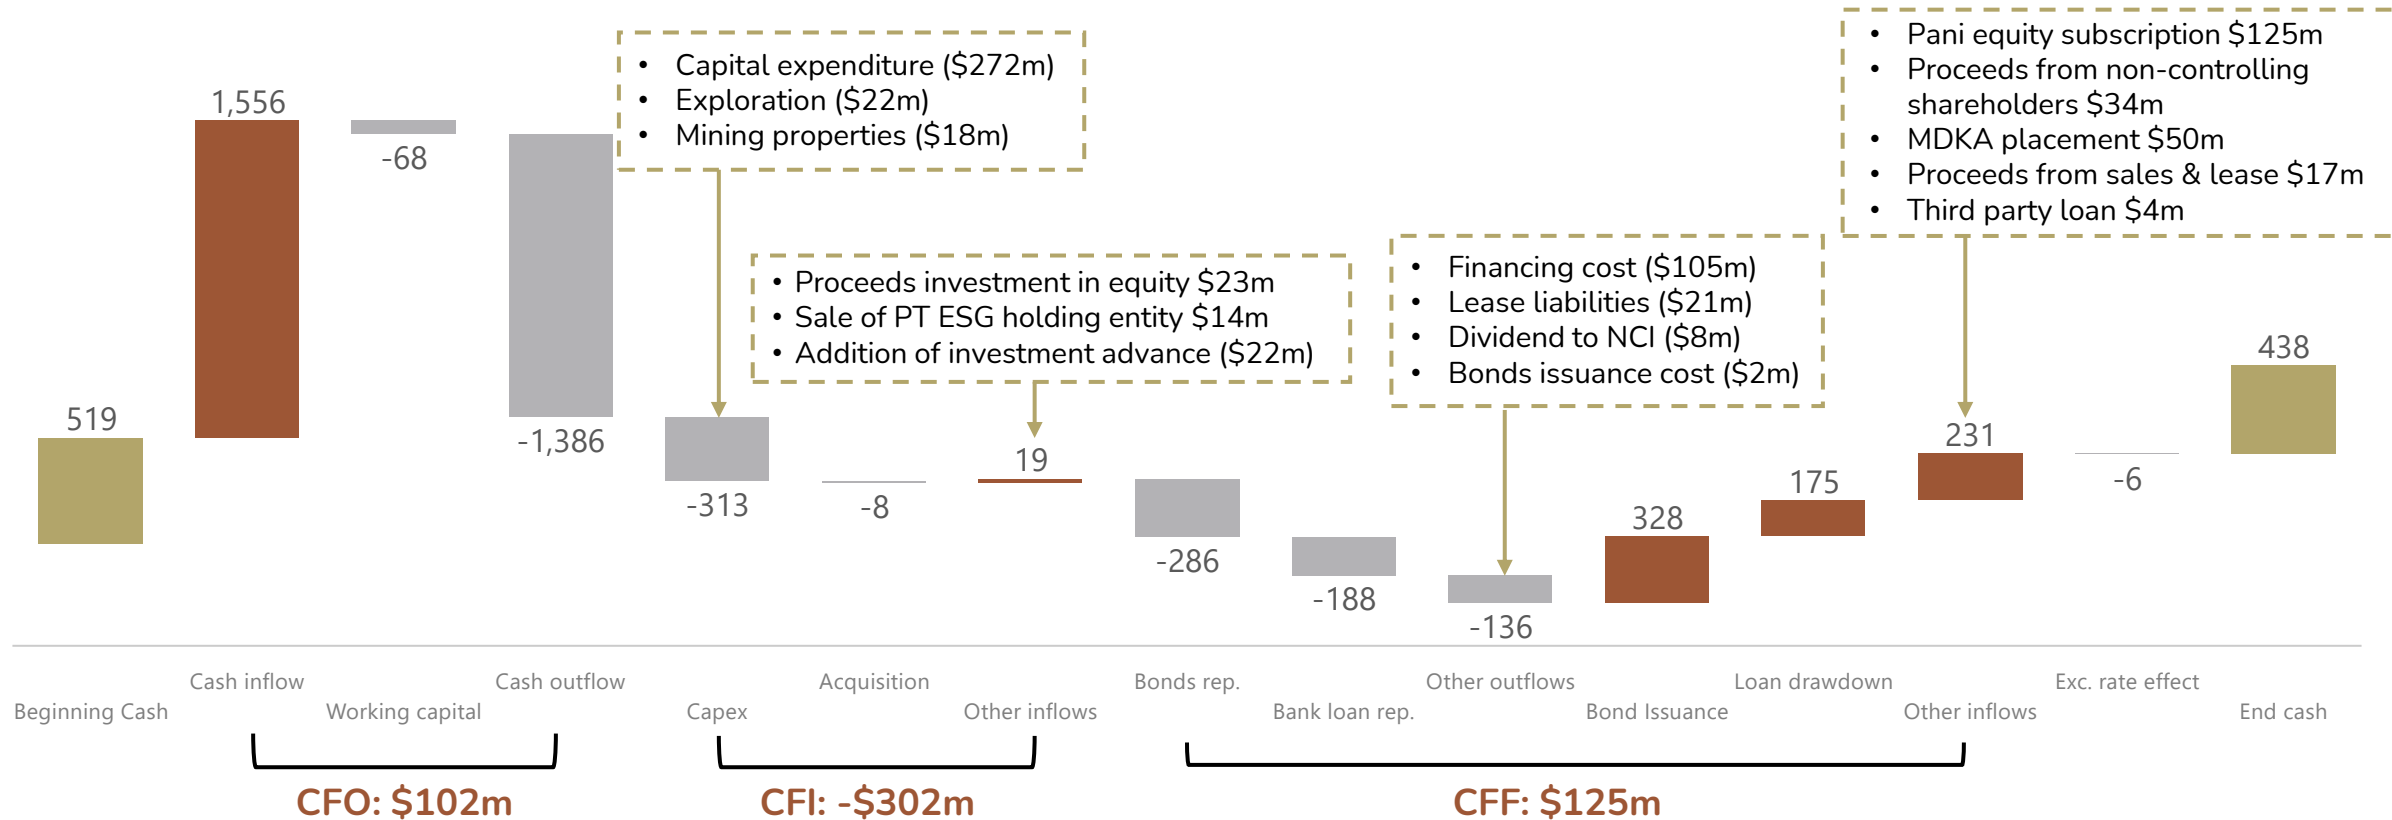 • Pani equity subscription $125m
• Proceeds from non-controlling
shareholders $34m
• MDKA placement $50m
• Proceeds from sales & lease $17m
• Third party loan $4m
• Capital expenditure ($272m)
• Exploration ($22m)
• Mining properties ($18m)
• Proceeds investment in equity $23m
• Sale of PT ESG holding entity $14m
• Addition of investment advance ($22m)
• Financing cost ($105m)
• Lease liabilities ($21m)
• Dividend to NCI ($8m)
• Bonds issuance cost ($2m)
519
1,556
-68
-1,386
-313
-8
19
-286
-188
-136
328
175
231
-6
438
Beginning Cash
Cash inflow
Working capital
Cash outflow
Capex
Acquisition
Other inflows
Bonds rep.
Bank loan rep.
Other outflows
Bond Issuance
Loan drawdown
Other inflows
Exc. rate effect
End cash
CFO: $102m
CFI: -$302m
CFF: $125m